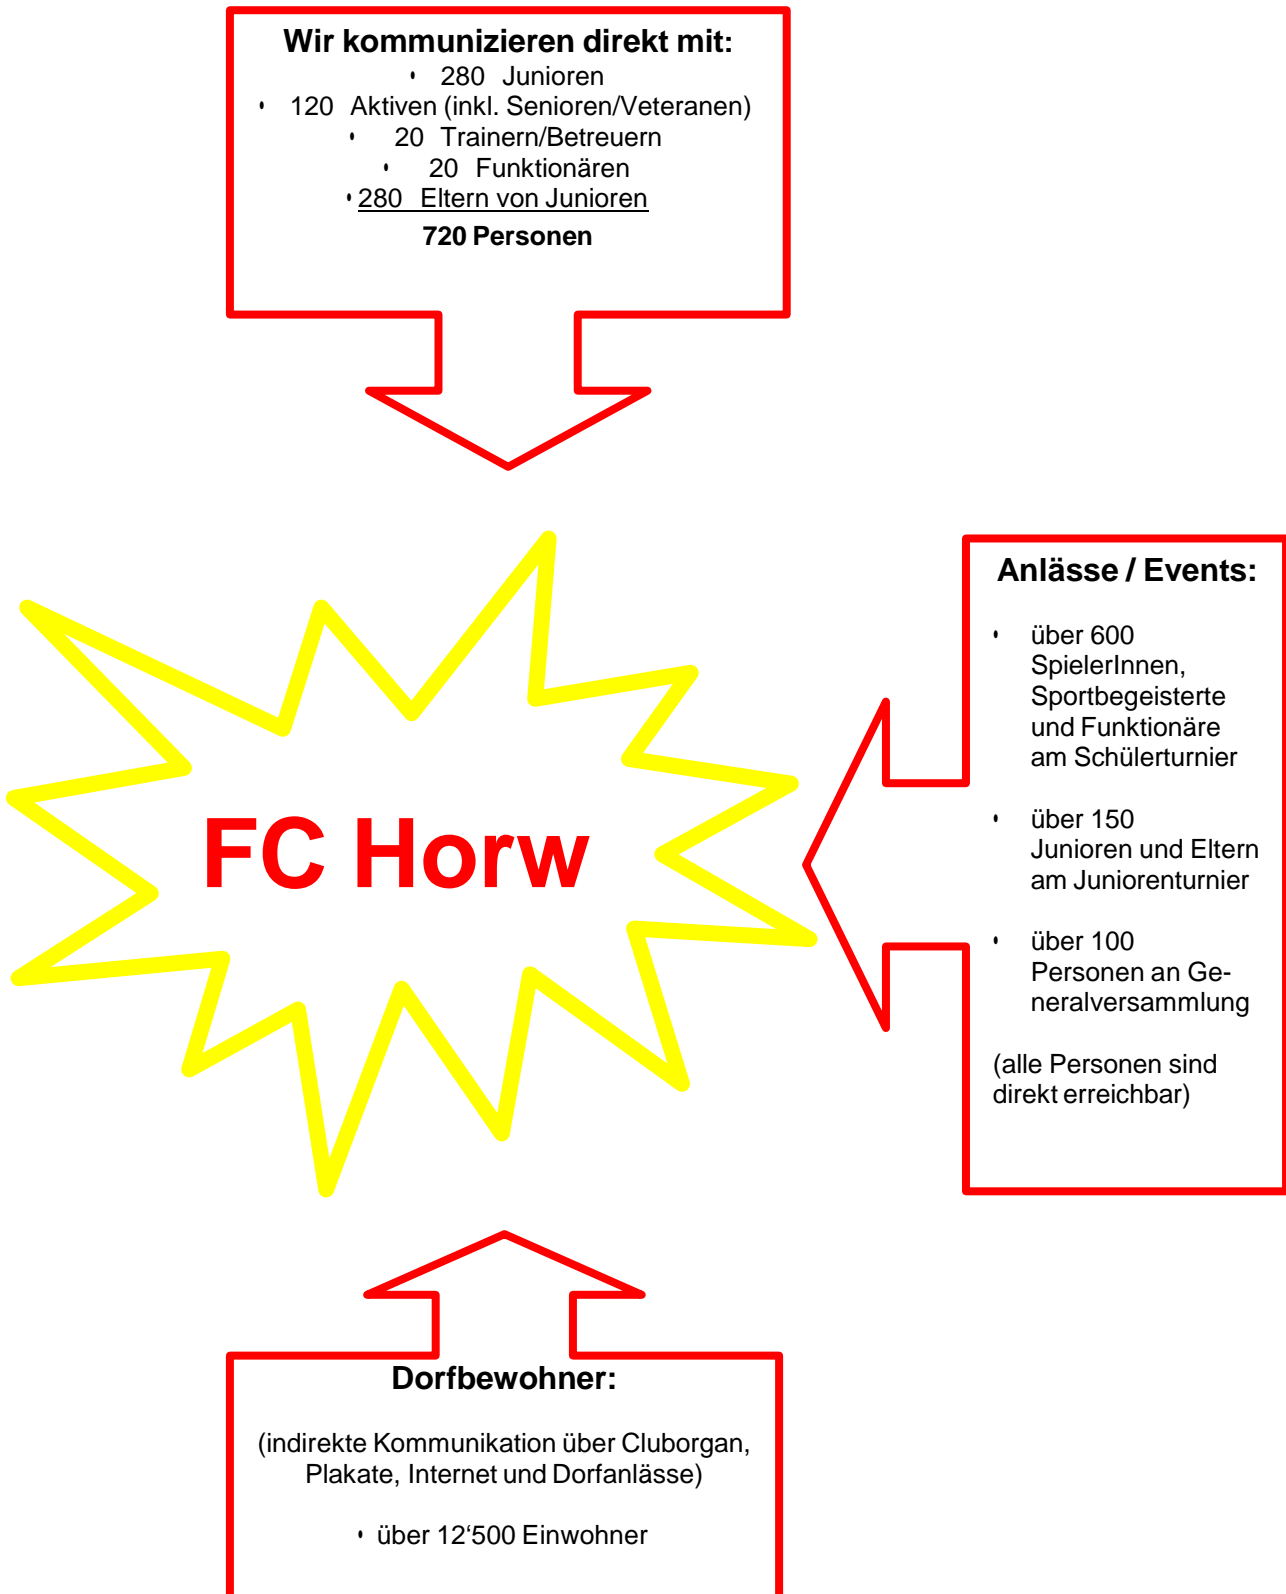 Wir kommunizieren direkt mit:
• 280 Junioren
• 120 Aktiven (inkl. Senioren/Veteranen)
• 20 Trainern/Betreuern
• 20 Funktionären
• 280 Eltern von Junioren
720 Personen
FC Horw
Anlässe / Events:
• über 600
SpielerInnen,
Sportbegeisterte
und Funktionäre
am Schülerturnier
• über 150
Junioren und Eltern
am Juniorenturnier
• über 100
Personen an Ge-
neralversammlung
(alle Personen sind
direkt erreichbar)
Dorfbewohner:
(indirekte Kommunikation über Cluborgan,
Plakate, Internet und Dorfanlässe)
• über 12‘500 Einwohner